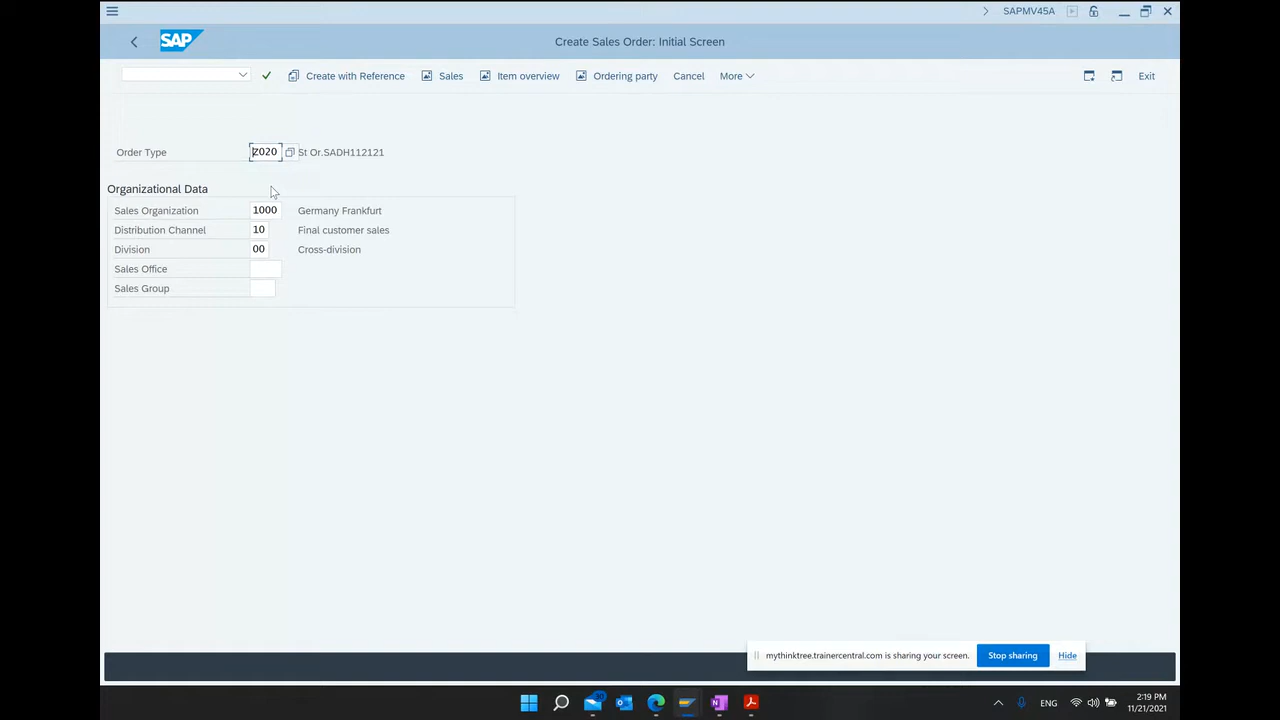 SAPMV45A
SAP
Create Sales Order: Initial Screen
Create with Reference Sales Item overview Ordering party Cancel More Exit
Order Type Z020 St Or.SADH112121
Organizational Data
Sales Organization 1000 Germany Frankfurt
Distribution Channel 10 Final customer sales
Division 00 Cross-division
Sales Office
Sales Group
mythinktree.trainercentral.com is sharing your screen. Stop sharing Hide
ENG 2:19 PM
11/21/2021